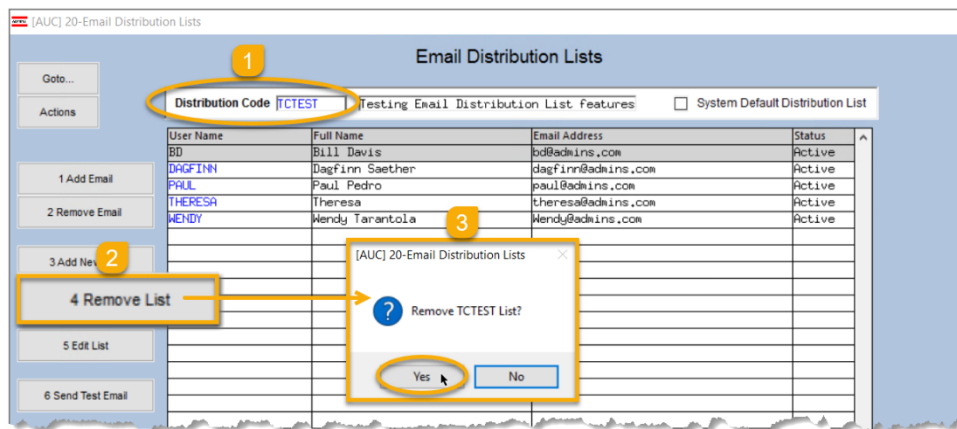 [AUC] 20-Email Distribution Lists
Email Distribution Lists
1
Goto...
Actions
Distribution Code TCTEST Testing Email Distribution List features System Default Distribution List
User Name Full Name Email Address Status
BD Bill Davis bd@admins.com Active
DAGFINN Dagfinn Saether dagfinn@admins.com Active
PAUL Paul Pedro paul@admins.com Active
THERESA Theresa theresa@admins.com Active
WENDY Wendy Tarantola Wendy@admins.com Active
1 Add Email
2 Remove Email
3 Add
2
4 Remove List
5 Edit List
6 Send Test Email
3
[AUC] 20-Email Distribution Lists
? Remove TCTEST List?
Yes No